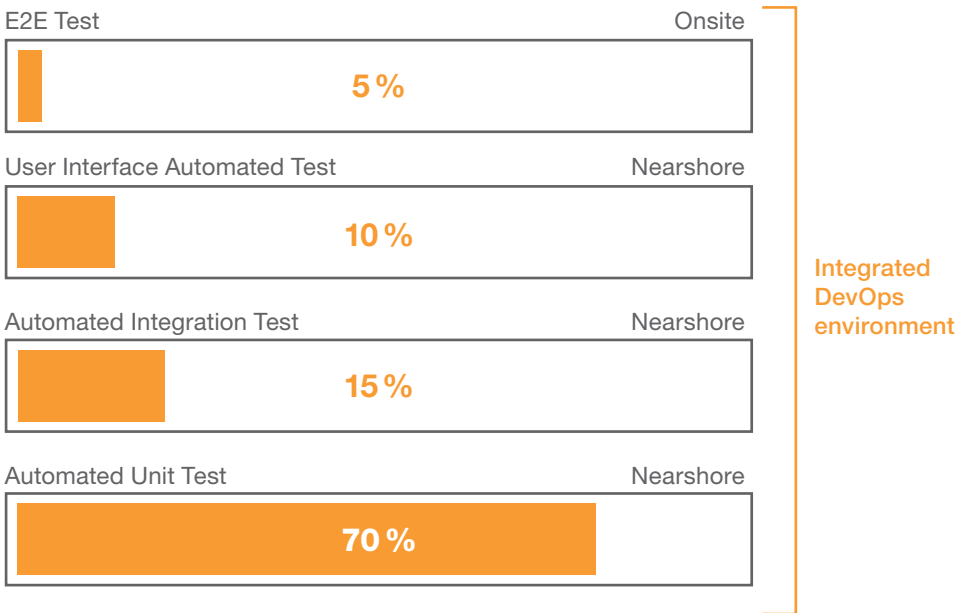 E2E Test Onsite
5 %
User Interface Automated Test Nearshore
10 %
Automated Integration Test Nearshore
15 %
Automated Unit Test Nearshore
70 %
Integrated
DevOps
environment